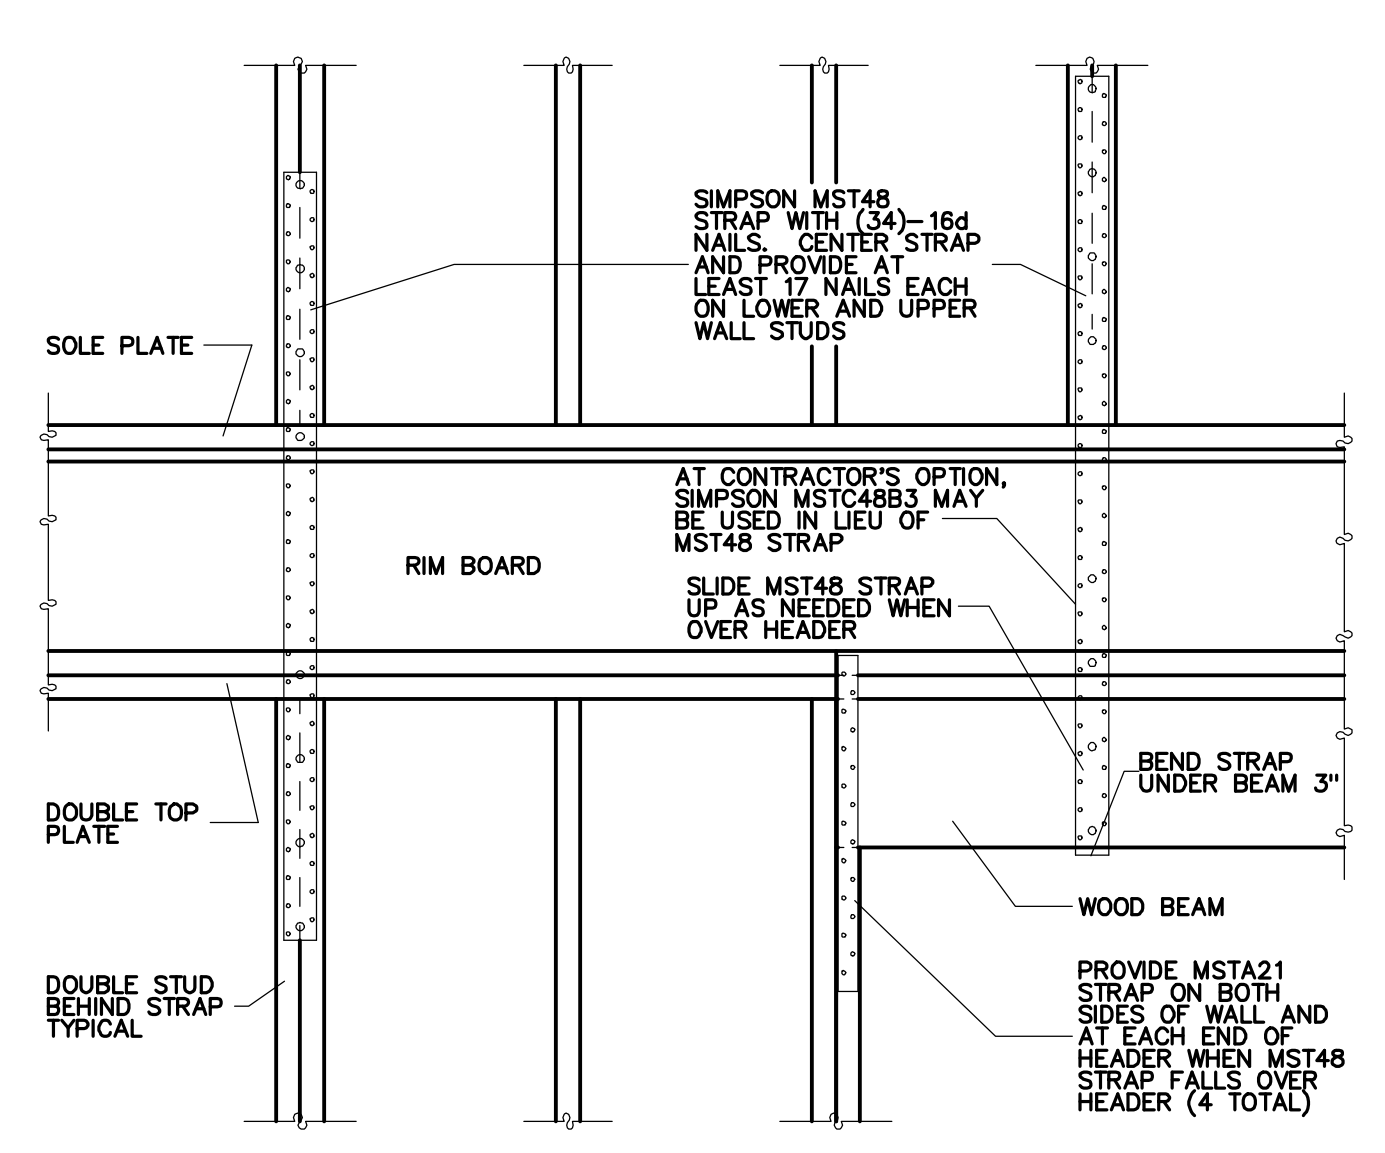 SIMPSON MST48
STRAP WITH (34)-16d
NAILS.  CENTER STRAP
AND PROVIDE AT
LEAST 17 NAILS EACH
ON LOWER AND UPPER
WALL STUDS
SOLE PLATE
AT CONTRACTOR'S OPTION,
SIMPSON MSTC48B3 MAY
BE USED IN LIEU OF
MST48 STRAP
RIM BOARD
SLIDE MST48 STRAP
UP AS NEEDED WHEN
OVER HEADER
BEND STRAP
UNDER BEAM 3"
DOUBLE TOP
PLATE
WOOD BEAM
DOUBLE STUD
BEHIND STRAP
TYPICAL
PROVIDE MSTA21
STRAP ON BOTH
SIDES OF WALL AND
AT EACH END OF
HEADER WHEN MST48
STRAP FALLS OVER
HEADER (4 TOTAL)